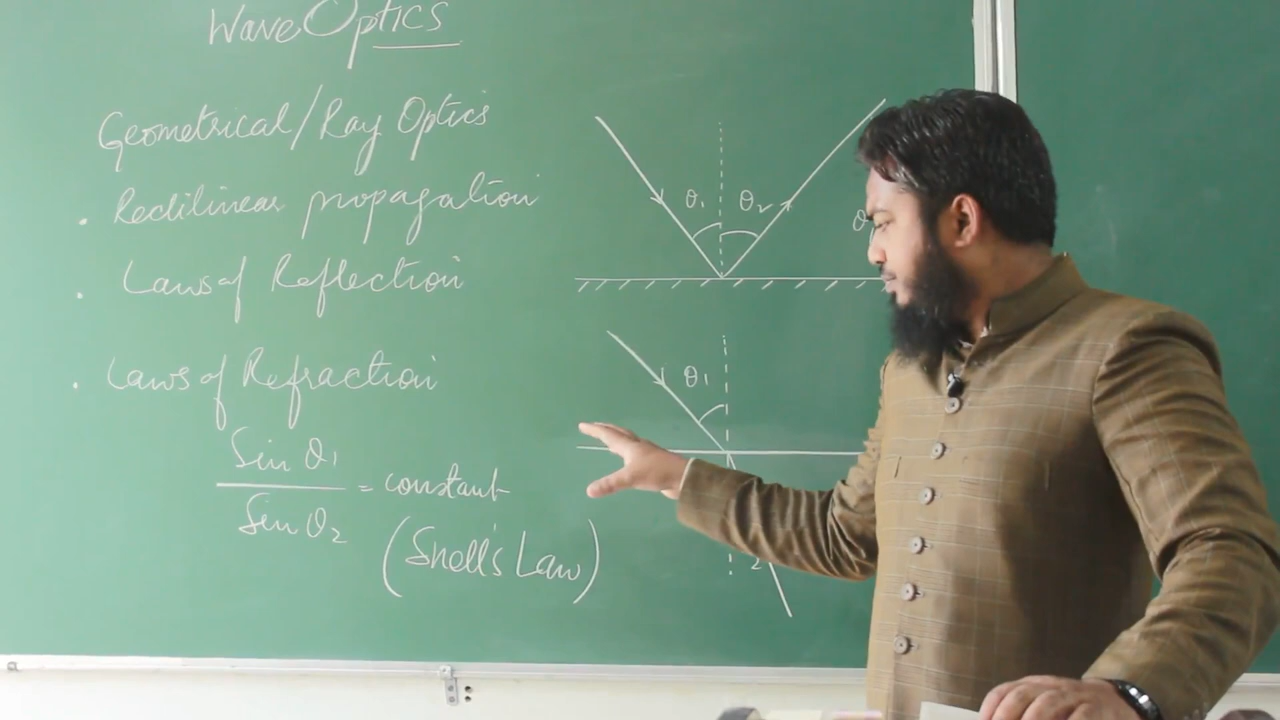 Wave Optics
Geometrical/Ray Optics
. Rectilinear propagation
. Laws of Reflection
. Laws of Refraction
Sin θ1
Sin θ2
= constant
(Snell's Law)
θ1 θ2
θ
θ1
2